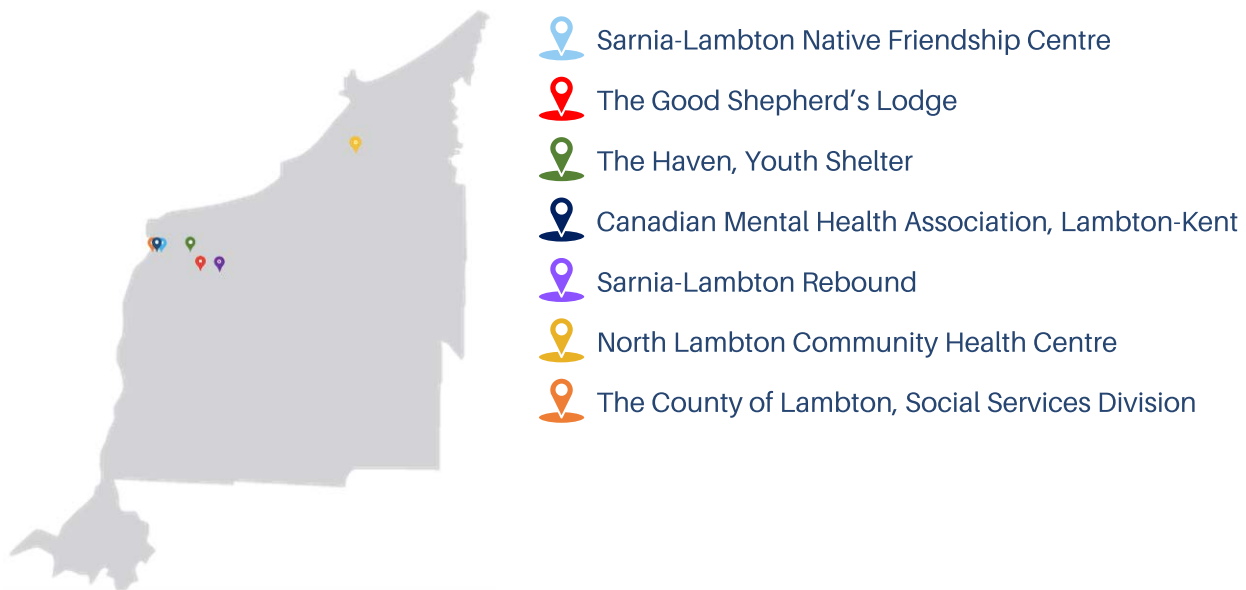 Sarnia-Lambton Native Friendship Centre
The Good Shepherd’s Lodge
The Haven, Youth Shelter
Canadian Mental Health Association, Lambton-Kent
Sarnia-Lambton Rebound
North Lambton Community Health Centre
The County of Lambton, Social Services Division